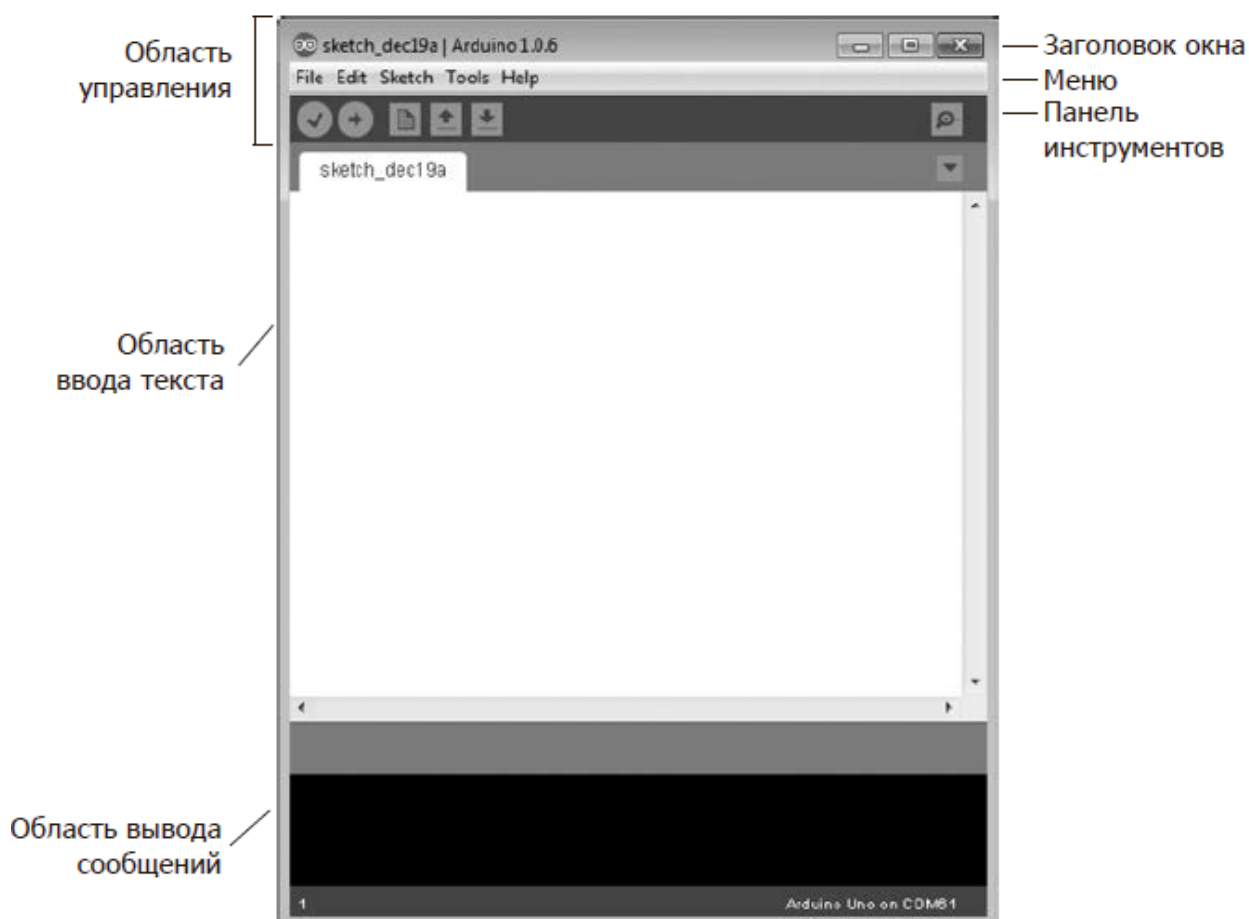 Область
управления
sketch_dec19a | Arduino 1.0.6
File Edit Sketch Tools Help
Заголовок окна
Меню
Панель
инструментов
sketch_dec19a
Область
ввода текста
Область вывода
сообщений
1
Arduino Uno on COM61